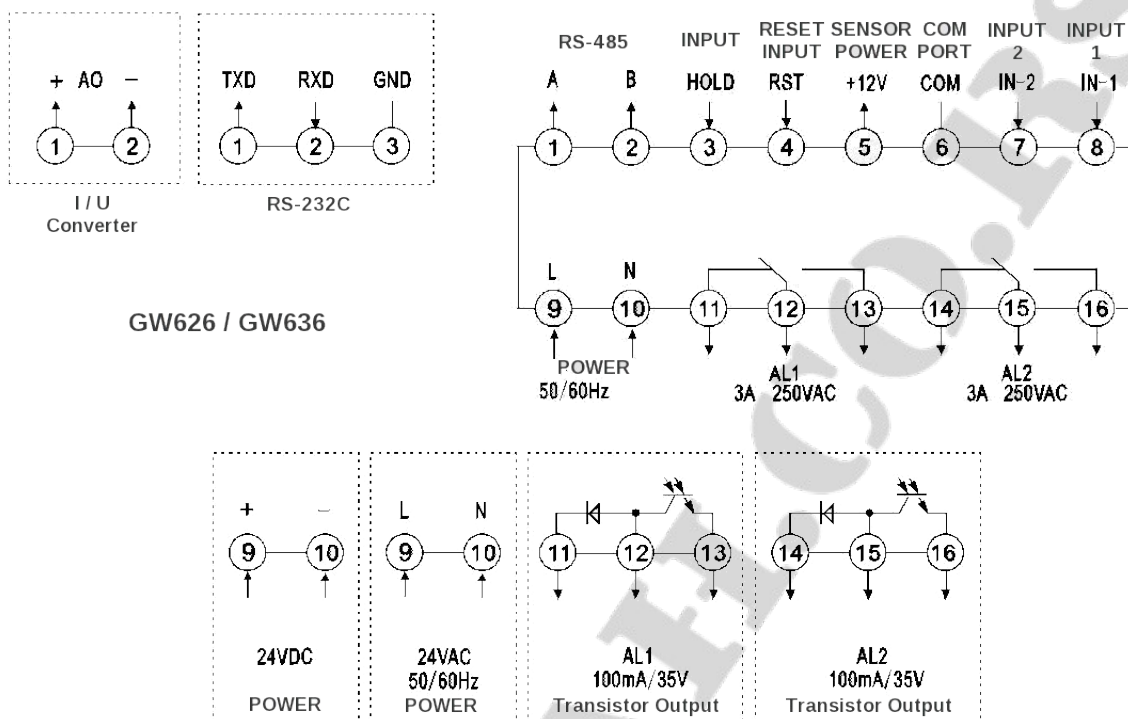 + AO −
1 2
I / U
Converter
TXD RXD GND
1 2 3
RS-232C
RS-485 INPUT RESET INPUT SENSOR POWER COM PORT INPUT 2 INPUT 1
A B HOLD RST +12V COM IN-2 IN-1
1 2 3 4 5 6 7 8
L N
9 10 11 12 13 14 15 16
POWER
50/60Hz
AL1
3A 250VAC
AL2
3A 250VAC
GW626 / GW636
+ −
9 10
24VDC
POWER
L N
9 10
24VAC
50/60Hz
POWER
11 12 13
AL1
100mA/35V
Transistor Output
14 15 16
AL2
100mA/35V
Transistor Output